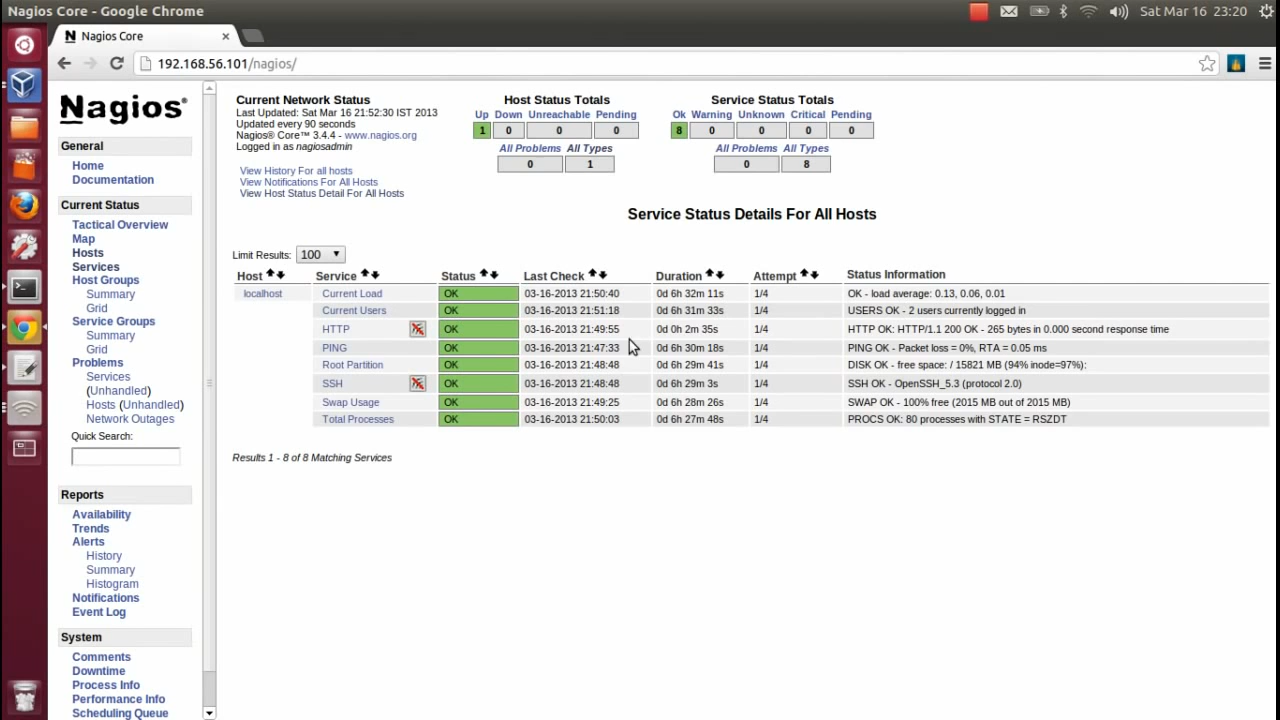 Nagios Core - Google Chrome
Sat Mar 16 23:20
N Nagios Core ×
192.168.56.101/nagios/
Nagios®
General
Home
Documentation
Current Status
Tactical Overview
Map
Hosts
Services
Host Groups
Summary
Grid
Service Groups
Summary
Grid
Problems
Services
(Unhandled)
Hosts (Unhandled)
Network Outages
Quick Search:
Reports
Availability
Trends
Alerts
History
Summary
Histogram
Notifications
Event Log
System
Comments
Downtime
Process Info
Performance Info
Scheduling Queue
Current Network Status
Last Updated: Sat Mar 16 21:52:30 IST 2013
Updated every 90 seconds
Nagios® Core™ 3.4.4 - www.nagios.org
Logged in as nagiosadmin
View History For all hosts
View Notifications For All Hosts
View Host Status Detail For All Hosts
Host Status Totals
Up Down Unreachable Pending
1 0 0 0
All Problems All Types
0 1
Service Status Totals
Ok Warning Unknown Critical Pending
8 0 0 0 0
All Problems All Types
0 8
Service Status Details For All Hosts
Limit Results: 100
Host Service Status Last Check Duration Attempt Status Information
localhost Current Load OK 03-16-2013 21:50:40 0d 6h 32m 11s 1/4 OK - load average: 0.13, 0.06, 0.01
Current Users OK 03-16-2013 21:51:18 0d 6h 31m 33s 1/4 USERS OK - 2 users currently logged in
HTTP OK 03-16-2013 21:49:55 0d 0h 2m 35s 1/4 HTTP OK: HTTP/1.1 200 OK - 265 bytes in 0.000 second response time
PING OK 03-16-2013 21:47:33 0d 6h 30m 18s 1/4 PING OK - Packet loss = 0%, RTA = 0.05 ms
Root Partition OK 03-16-2013 21:48:48 0d 6h 29m 41s 1/4 DISK OK - free space: / 15821 MB (94% inode=97%):
SSH OK 03-16-2013 21:48:48 0d 6h 29m 3s 1/4 SSH OK - OpenSSH_5.3 (protocol 2.0)
Swap Usage OK 03-16-2013 21:49:25 0d 6h 28m 26s 1/4 SWAP OK - 100% free (2015 MB out of 2015 MB)
Total Processes OK 03-16-2013 21:50:03 0d 6h 27m 48s 1/4 PROCS OK: 80 processes with STATE = RSZDT
Results 1 - 8 of 8 Matching Services